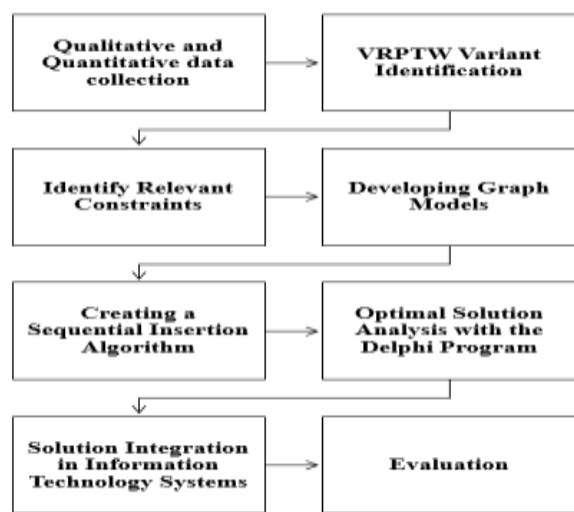 Qualitative and
Quantitative data
collection
VRPTW Variant
Identification
Identify Relevant
Constraints
Developing Graph
Models
Creating a
Sequential Insertion
Algorithm
Optimal Solution
Analysis with the
Delphi Program
Solution Integration
in Information
Technology Systems
Evaluation